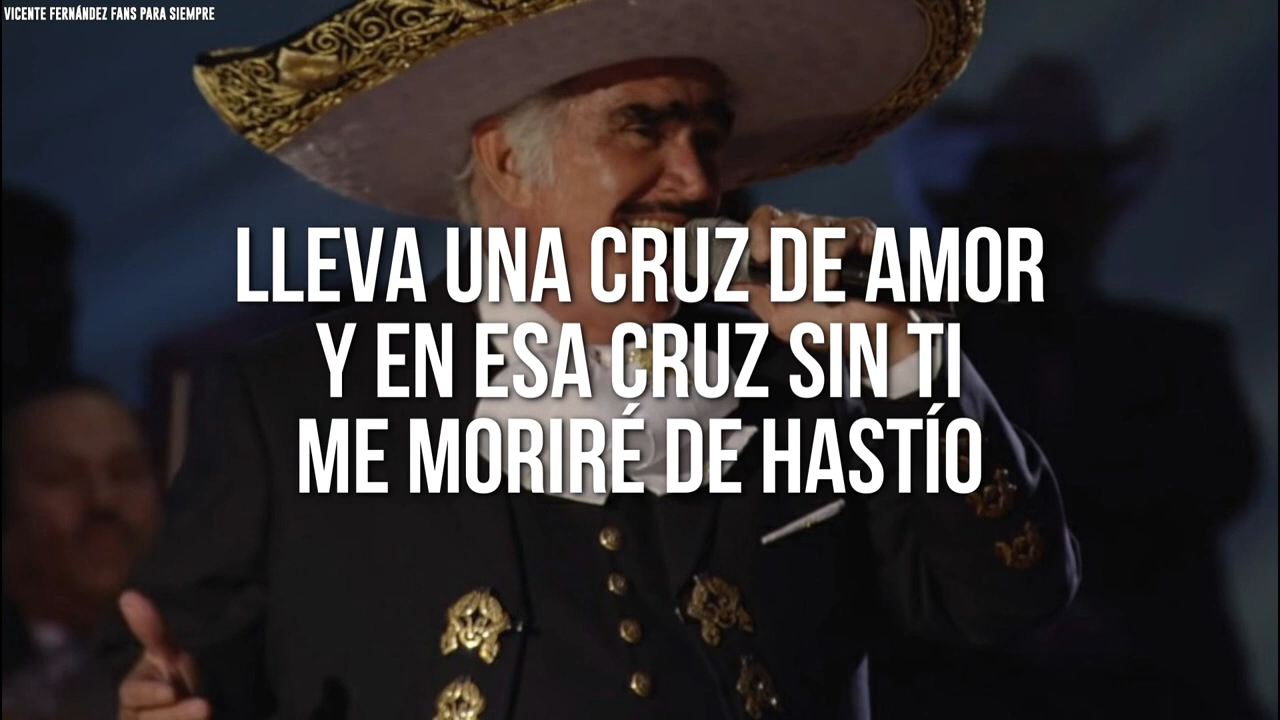 VICENTE FERNÁNDEZ FANS PARA SIEMPRE
LLEVA UNA CRUZ DE AMOR
Y EN ESA CRUZ SIN TI
ME MORIRÉ DE HASTÍO